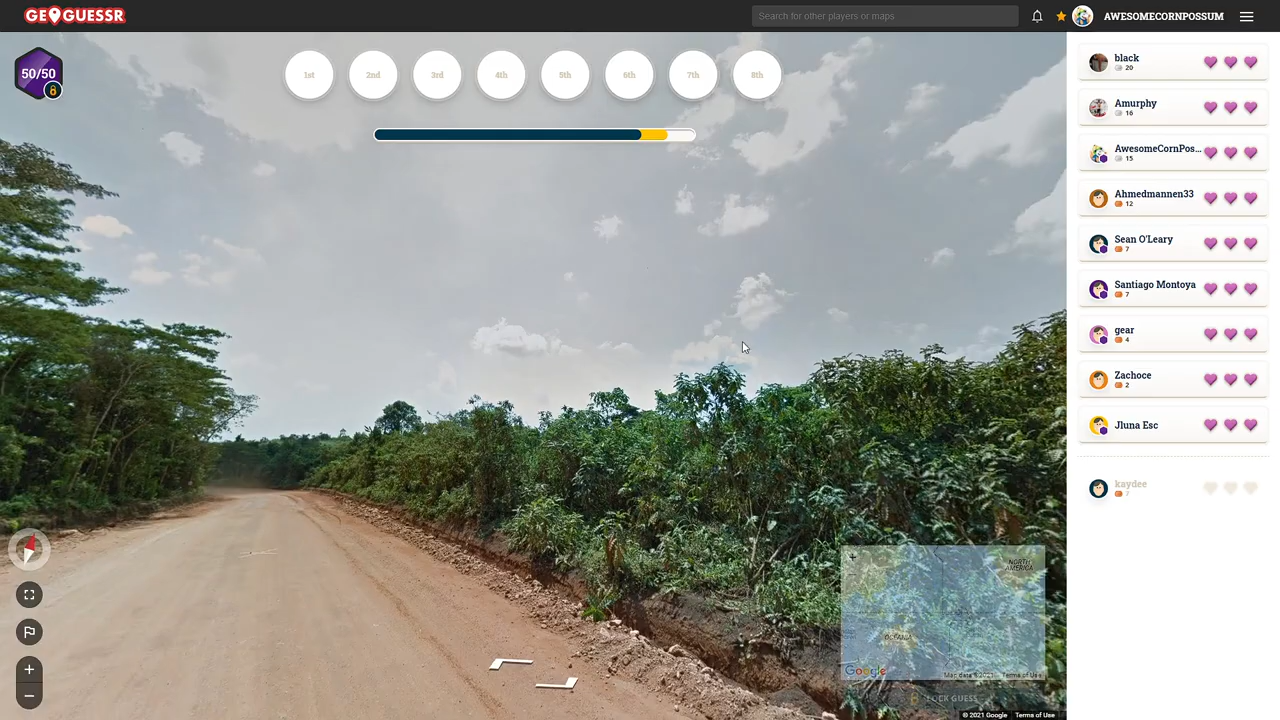 GEOGUESSR
Search for other players or maps
AWESOMECORNPOSSUM
50/50
1st
2nd
3rd
4th
5th
6th
7th
8th
black
20
Amurphy
16
AwesomeCornPos...
15
Ahmedmannen33
12
Sean O'Leary
7
Santiago Montoya
7
gear
4
Zachoce
2
Jluna Esc
kaydee
7
NORTH
AMERICA
OCEANIA
Google
Map data ©2021
Terms of Use
LOCK GUESS
© 2021 Google
Terms of Use